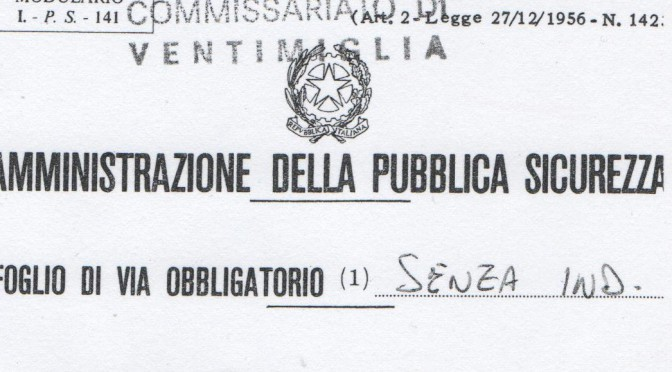 MODULARIO
I. - P. S. - 141
COMMISSARIATO DI
VENTIMIGLIA
(Art. 2 - Legge 27/12/1956 - N. 142
REPVBBLICA ITALIANA
AMMINISTRAZIONE DELLA PUBBLICA SICUREZZA
FOGLIO DI VIA OBBLIGATORIO (1) SENZA IND.